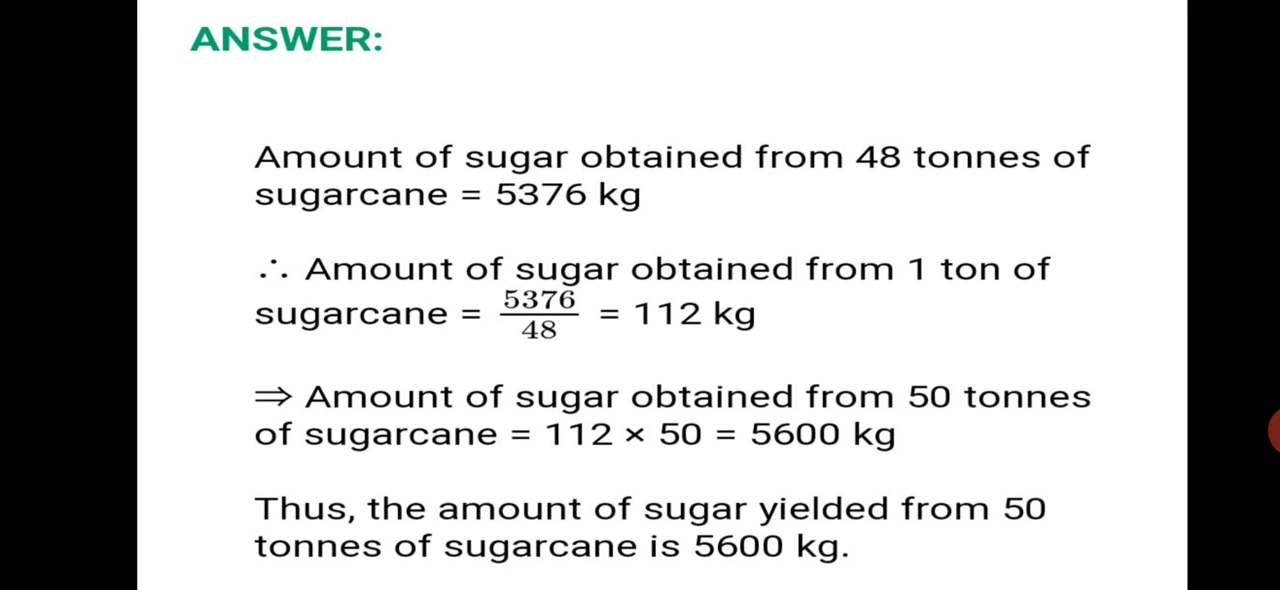 ANSWER:
Amount of sugar obtained from 48 tonnes of
sugarcane = 5376 kg
∴ Amount of sugar obtained from 1 ton of
sugarcane = 5376/48 = 112 kg
⇒ Amount of sugar obtained from 50 tonnes
of sugarcane = 112 × 50 = 5600 kg
Thus, the amount of sugar yielded from 50
tonnes of sugarcane is 5600 kg.